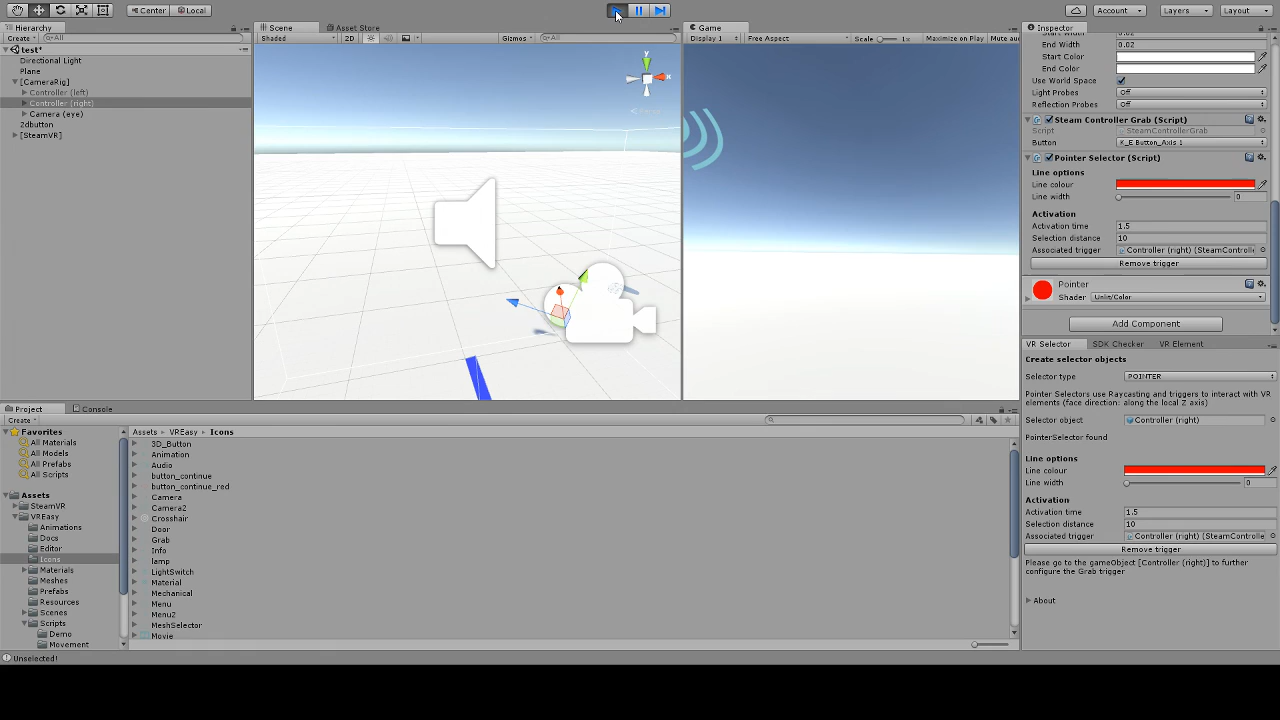 Center
Local
Account
Layers
Layout
Hierarchy
Create
All
test*
Directional Light
Plane
[CameraRig]
Controller (left)
Controller (right)
Camera (eye)
2dbutton
[SteamVR]
Scene
Asset Store
Shaded
2D
Gizmos
All
y
x
Game
Display 1
Free Aspect
Scale
1x
Maximize on Play
Mute au
Inspector
Start Width
0.02
End Width
0.02
Start Color
End Color
Use World Space
Light Probes
Off
Reflection Probes
Off
Steam Controller Grab (Script)
Script
SteamControllerGrab
Button
K_E Button_Axis 1
Pointer Selector (Script)
Line options
Line colour
Line width
0
Activation
Activation time
1.5
Selection distance
10
Associated trigger
Controller (right) (SteamControlle
Remove trigger
Pointer
Shader
Unlit/Color
Add Component
VR Selector
SDK Checker
VR Element
Create selector objects
Selector type
POINTER
Pointer Selectors use Raycasting and triggers to interact with VR
elements (face direction: along the local Z axis)
Selector object
Controller (right)
PointerSelector found
Line options
Line colour
Line width
0
Activation
Activation time
1.5
Selection distance
10
Associated trigger
Controller (right) (SteamControlle
Remove trigger
Please go to the gameObject [Controller (right)] to further
configure the Grab trigger
About
Project
Console
Create
Favorites
All Materials
All Models
All Prefabs
All Scripts
Assets
SteamVR
VREasy
Animations
Docs
Editor
Icons
Materials
Meshes
Prefabs
Resources
Scenes
Scripts
Demo
Movement
Assets
VREasy
Icons
3D_Button
Animation
Audio
button_continue
button_continue_red
Camera
Camera2
Crosshair
Door
Grab
Info
lamp
LightSwitch
Material
Mechanical
Menu
Menu2
MeshSelector
Movie
Unselected!